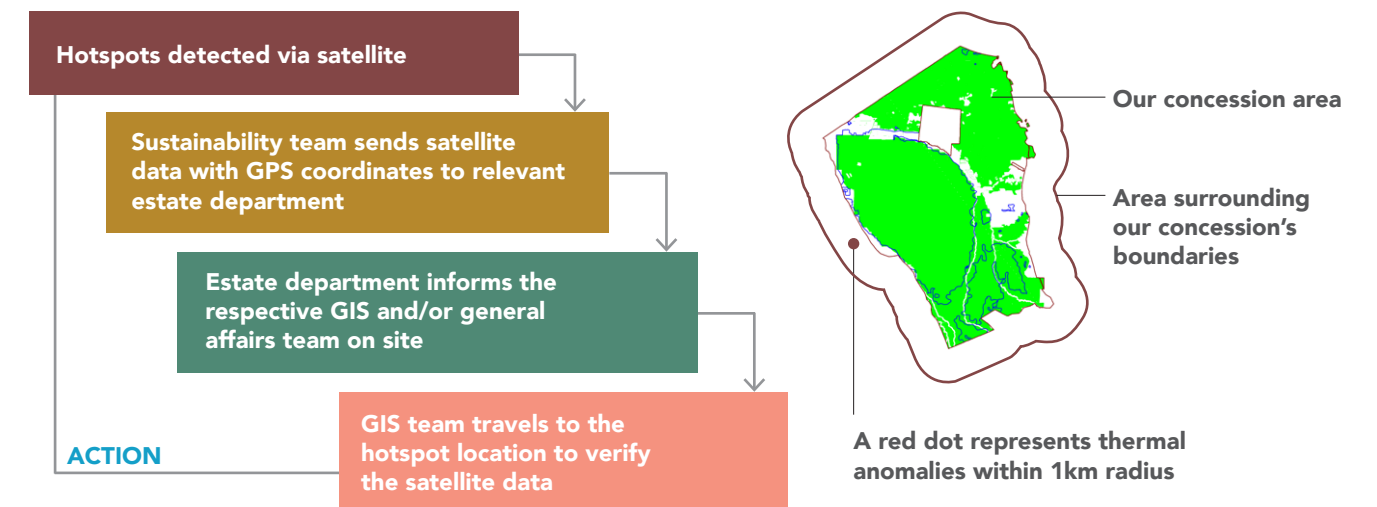 Hotspots detected via satellite
Sustainability team sends satellite
data with GPS coordinates to relevant
estate department
Estate department informs the
respective GIS and/or general
affairs team on site
GIS team travels to the
hotspot location to verify
the satellite data
ACTION
Our concession area
Area surrounding
our concession’s
boundaries
A red dot represents thermal
anomalies within 1km radius